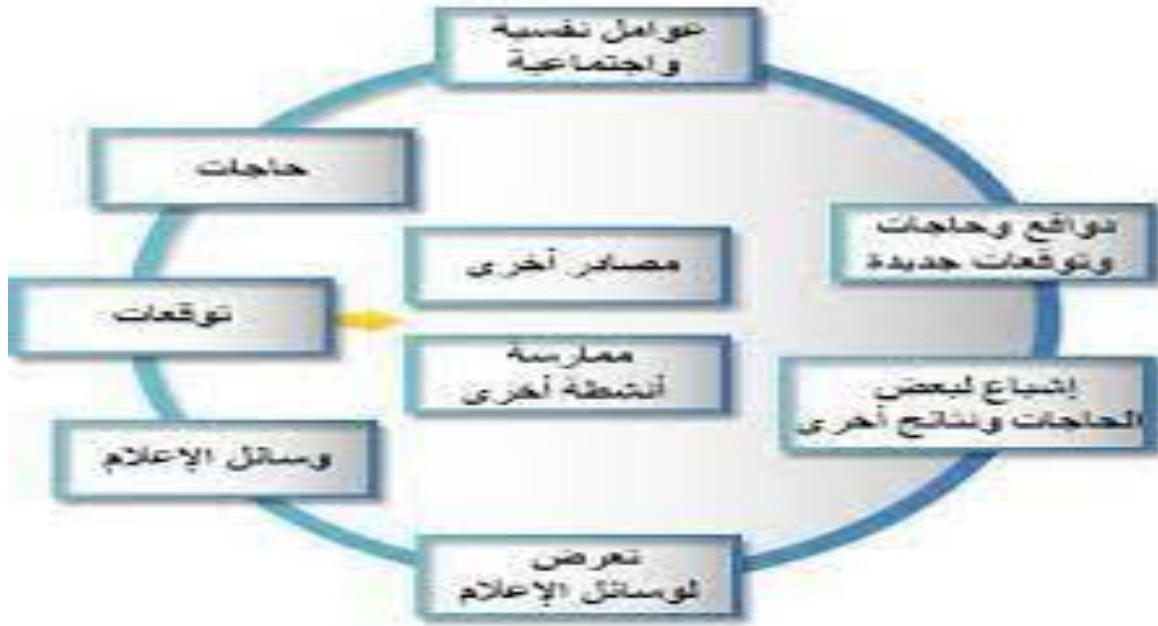 عوامل نفسية
واجتماعية
حاجات
دوافع وحاجات
وتوقعات جديدة
مصادر أخرى
توقعات
ممارسة
أنشطة أخرى
إشباع لبعض
الحاجات ونتائج أخرى
وسائل الإعلام
تعرض
لوسائل الإعلام